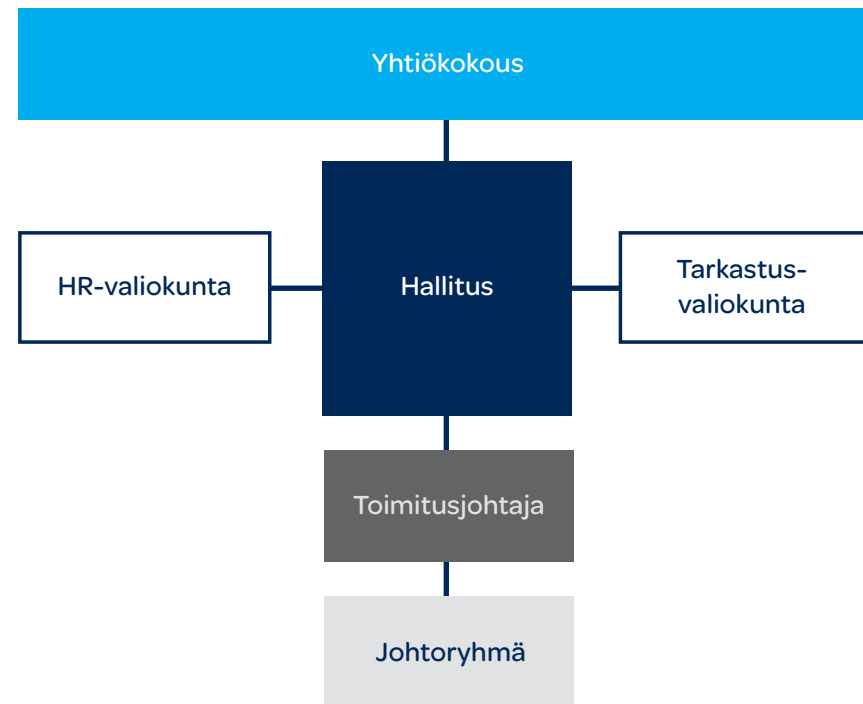 Yhtiökokous
HR-valiokunta
Hallitus
Tarkastus-
valiokunta
Toimitusjohtaja
Johtoryhmä